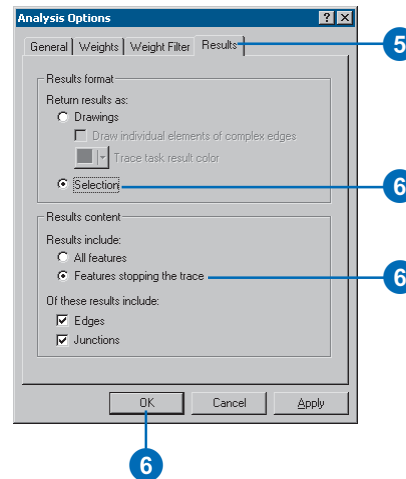 Analysis Options
General Weights Weight Filter Results
5
Results format
Return results as:
Drawings
Draw individual elements of complex edges
Trace task result color
Selection
6
Results content
Results include:
All features
Features stopping the trace
6
Of these results include:
Edges
Junctions
OK Cancel Apply
6